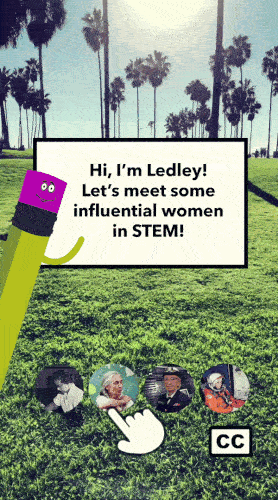 Hi, I'm Ledley!
Let's meet some
influential women
in STEM!
CC